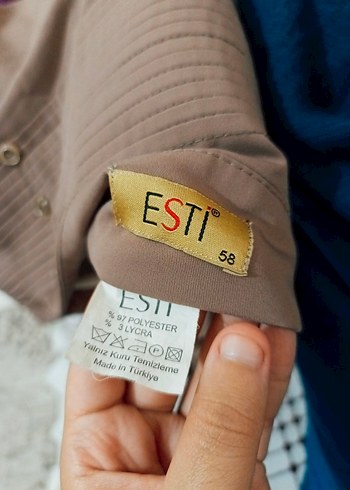 ESTİ®
58
ESTİ
% 97 POLYESTER
% 3 LYCRA
Yalnız Kuru Temizleme
Made in Türkiye